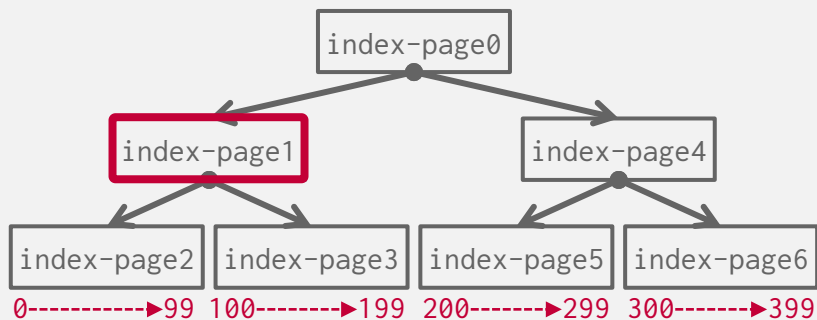 index-page0
index-page1 index-page4
index-page2 index-page3 index-page5 index-page6
0 99 100 199 200 299 300 399